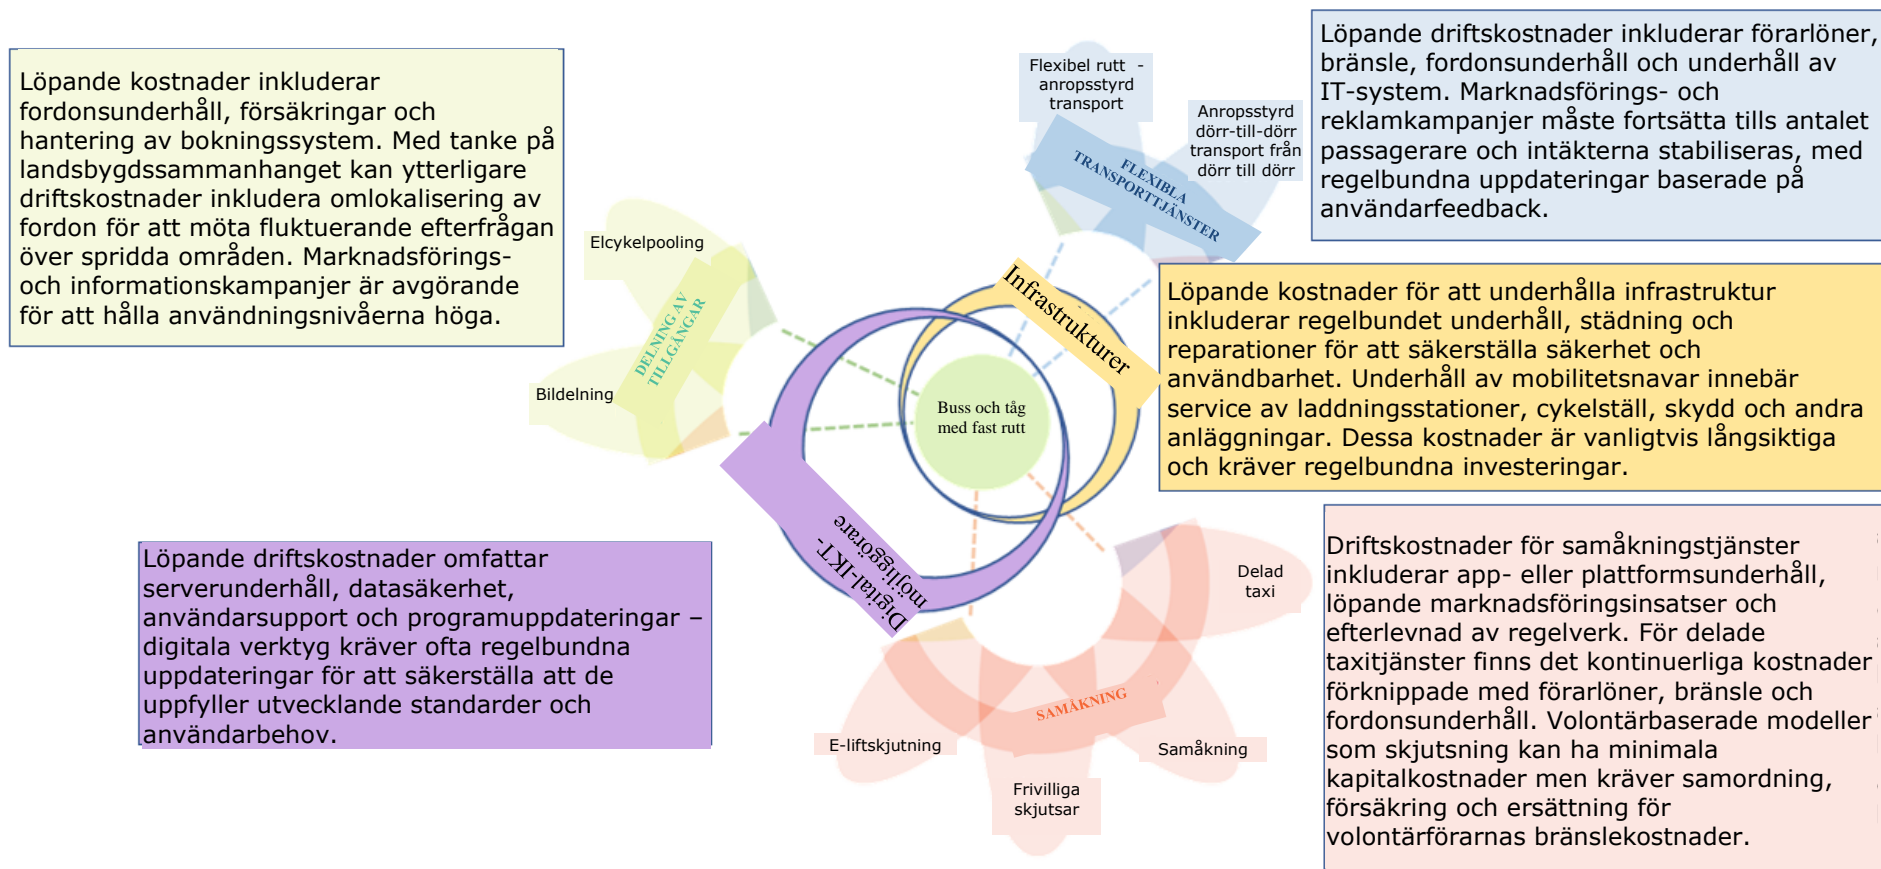 Löpande kostnader inkluderar
fordonsunderhåll, försäkringar och
hantering av bokningssystem. Med tanke på
landsbygdssammanhanget kan ytterligare
driftskostnader inkludera omlokalisering av
fordon för att möta fluktuerande efterfrågan
över spridda områden. Marknadsförings-
och informationskampanjer är avgörande
för att hålla användningsnivåerna höga.
Flexibel rutt -
anropsstyrd
transport
Anropsstyrd
dörr-till-dörr
transport från
dörr till dörr
FLEXIBLA
TRANSPORTTJÄNSTER
Löpande driftskostnader inkluderar förarlöner,
bränsle, fordonsunderhåll och underhåll av
IT-system. Marknadsförings- och
reklamkampanjer måste fortsätta tills antalet
passagerare och intäkterna stabiliseras, med
regelbundna uppdateringar baserade på
användarfeedback.
Elcykelpooling
DELNING AV
TILLGÅNGAR
Bildelning
Infrastrukturer
Buss och tåg
med fast rutt
Löpande kostnader för att underhålla infrastruktur
inkluderar regelbundet underhåll, städning och
reparationer för att säkerställa säkerhet och
användbarhet. Underhåll av mobilitetsnavar innebär
service av laddningsstationer, cykelställ, skydd och andra
anläggningar. Dessa kostnader är vanligtvis långsiktiga
och kräver regelbundna investeringar.
Digital-IKT-
möjliggörare
Löpande driftskostnader omfattar
serverunderhåll, datasäkerhet,
användarsupport och programuppdateringar –
digitala verktyg kräver ofta regelbundna
uppdateringar för att säkerställa att de
uppfyller utvecklande standarder och
användarbehov.
Delad
taxi
SAMÅKNING
E-liftskjutning
Samåkning
Frivilliga
skjutsar
Driftskostnader för samåkningstjänster
inkluderar app- eller plattformsunderhåll,
löpande marknadsföringsinsatser och
efterlevnad av regelverk. För delade
taxitjänster finns det kontinuerliga kostnader
förknippade med förarlöner, bränsle och
fordonsunderhåll. Volontärbaserade modeller
som skjutsning kan ha minimala
kapitalkostnader men kräver samordning,
försäkring och ersättning för
volontärförarnas bränslekostnader.